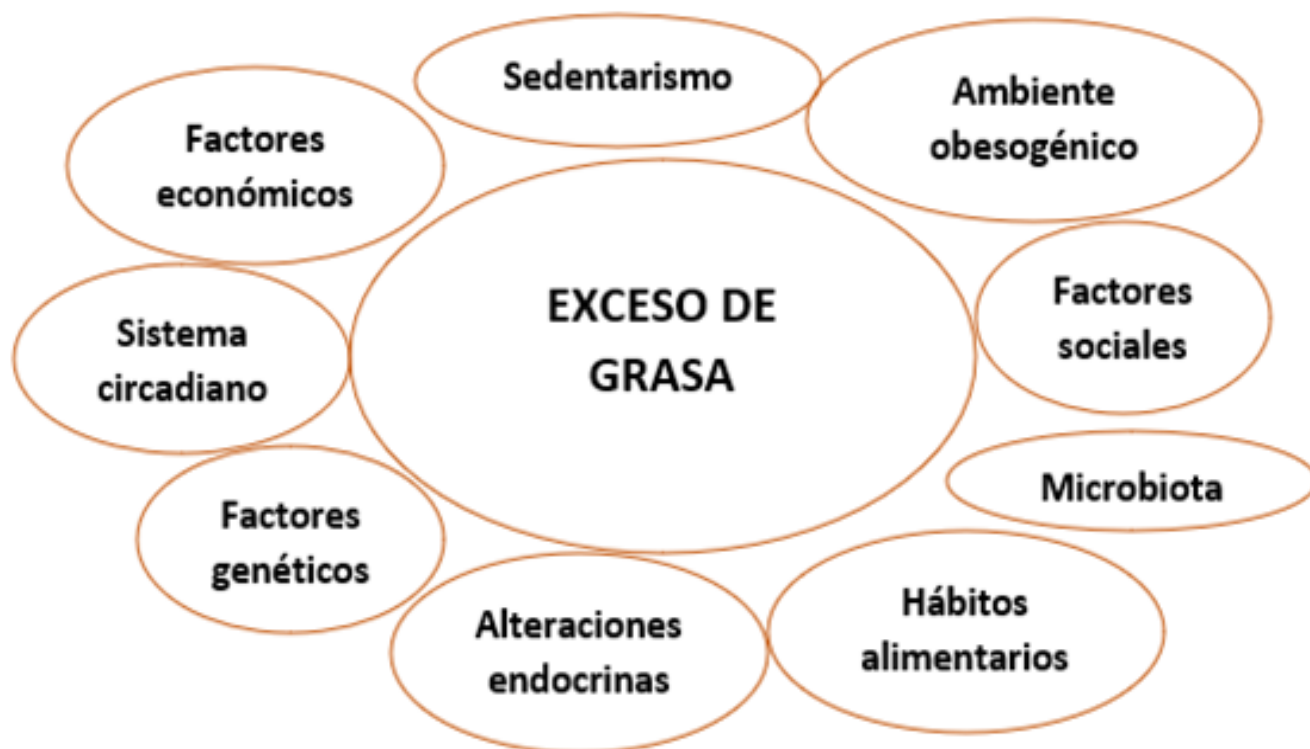 Sedentarismo
Ambiente
obesogénico
Factores
económicos
EXCESO DE
GRASA
Factores
sociales
Sistema
circadiano
Microbiota
Factores
genéticos
Hábitos
alimentarios
Alteraciones
endocrinas